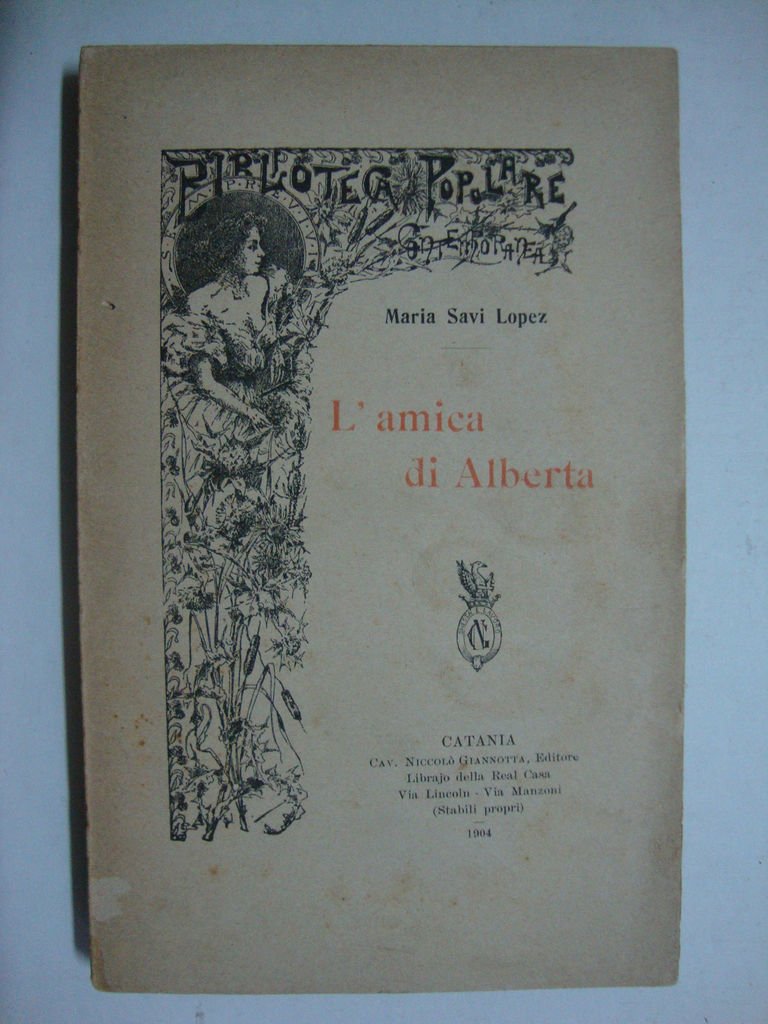 BIBLIOTECA POPOLARE
CONTEMPORANEA
Maria Savi Lopez
L'amica
di Alberta
CATANIA
CAV. NICCOLÒ GIANNOTTA, Editore
Librajo della Real Casa
Via Lincoln - Via Manzoni
(Stabili propri)
1904